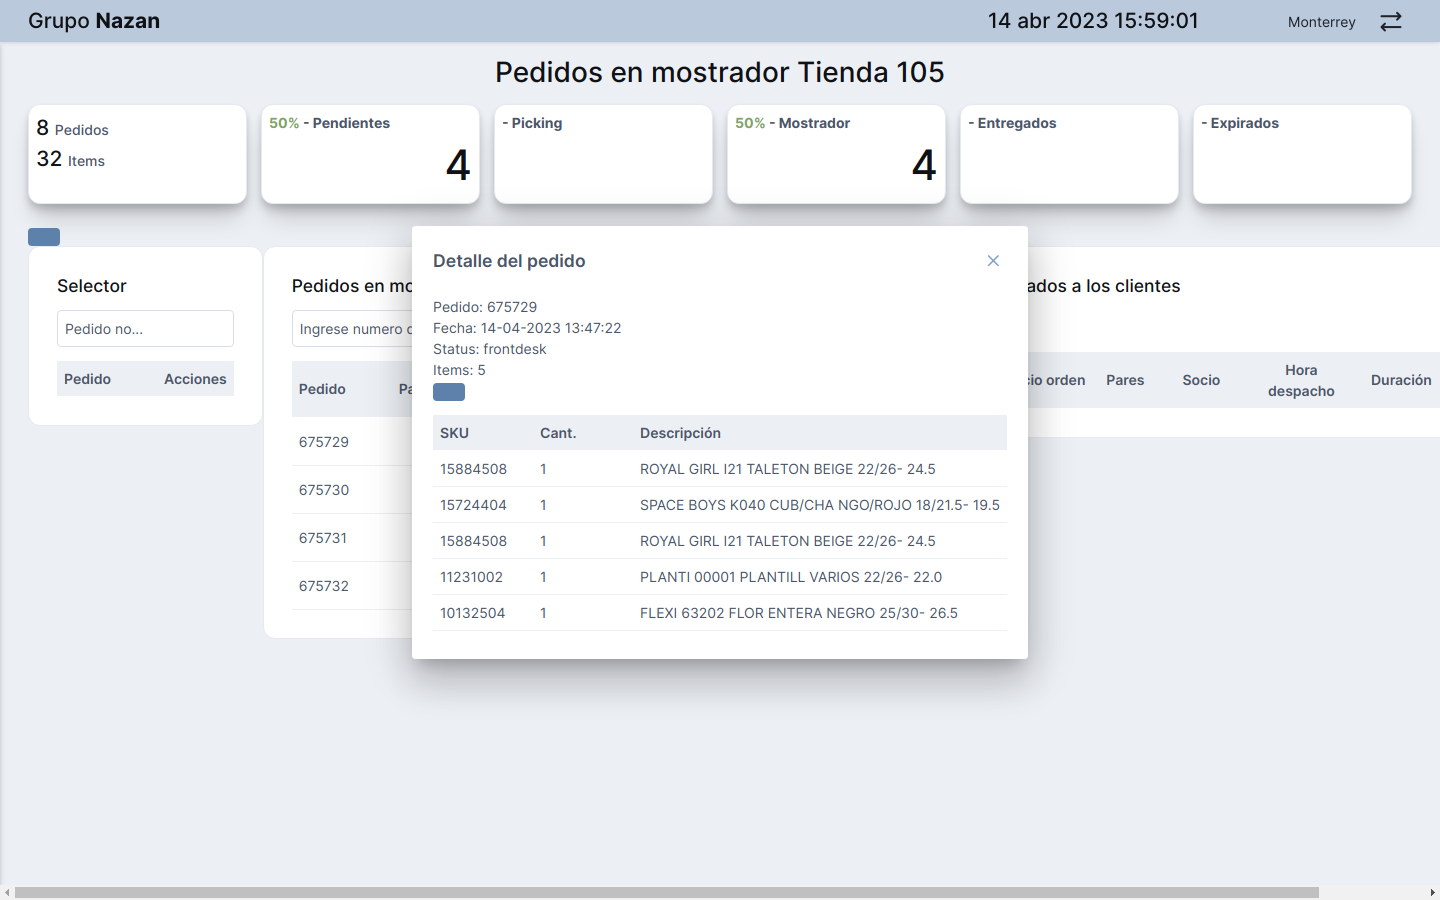 Grupo Nazan
14 abr 2023 15:59:01
Monterrey
Pedidos en mostrador Tienda 105
8 Pedidos
32 Items
50% - Pendientes
4
- Picking
50% - Mostrador
4
- Entregados
- Expirados
Selector
Pedido no...
Pedido Acciones
Pedidos en mo
Ingrese numero
Pedido Pa
675729
675730
675731
675732
Detalle del pedido
Pedido: 675729
Fecha: 14-04-2023 13:47:22
Status: frontdesk
Items: 5
SKU Cant. Descripción
15884508 1 ROYAL GIRL I21 TALETON BEIGE 22/26- 24.5
15724404 1 SPACE BOYS K040 CUB/CHA NGO/ROJO 18/21.5- 19.5
15884508 1 ROYAL GIRL I21 TALETON BEIGE 22/26- 24.5
11231002 1 PLANTI 00001 PLANTILL VARIOS 22/26- 22.0
10132504 1 FLEXI 63202 FLOR ENTERA NEGRO 25/30- 26.5
ados a los clientes
io orden Pares Socio Hora despacho Duración